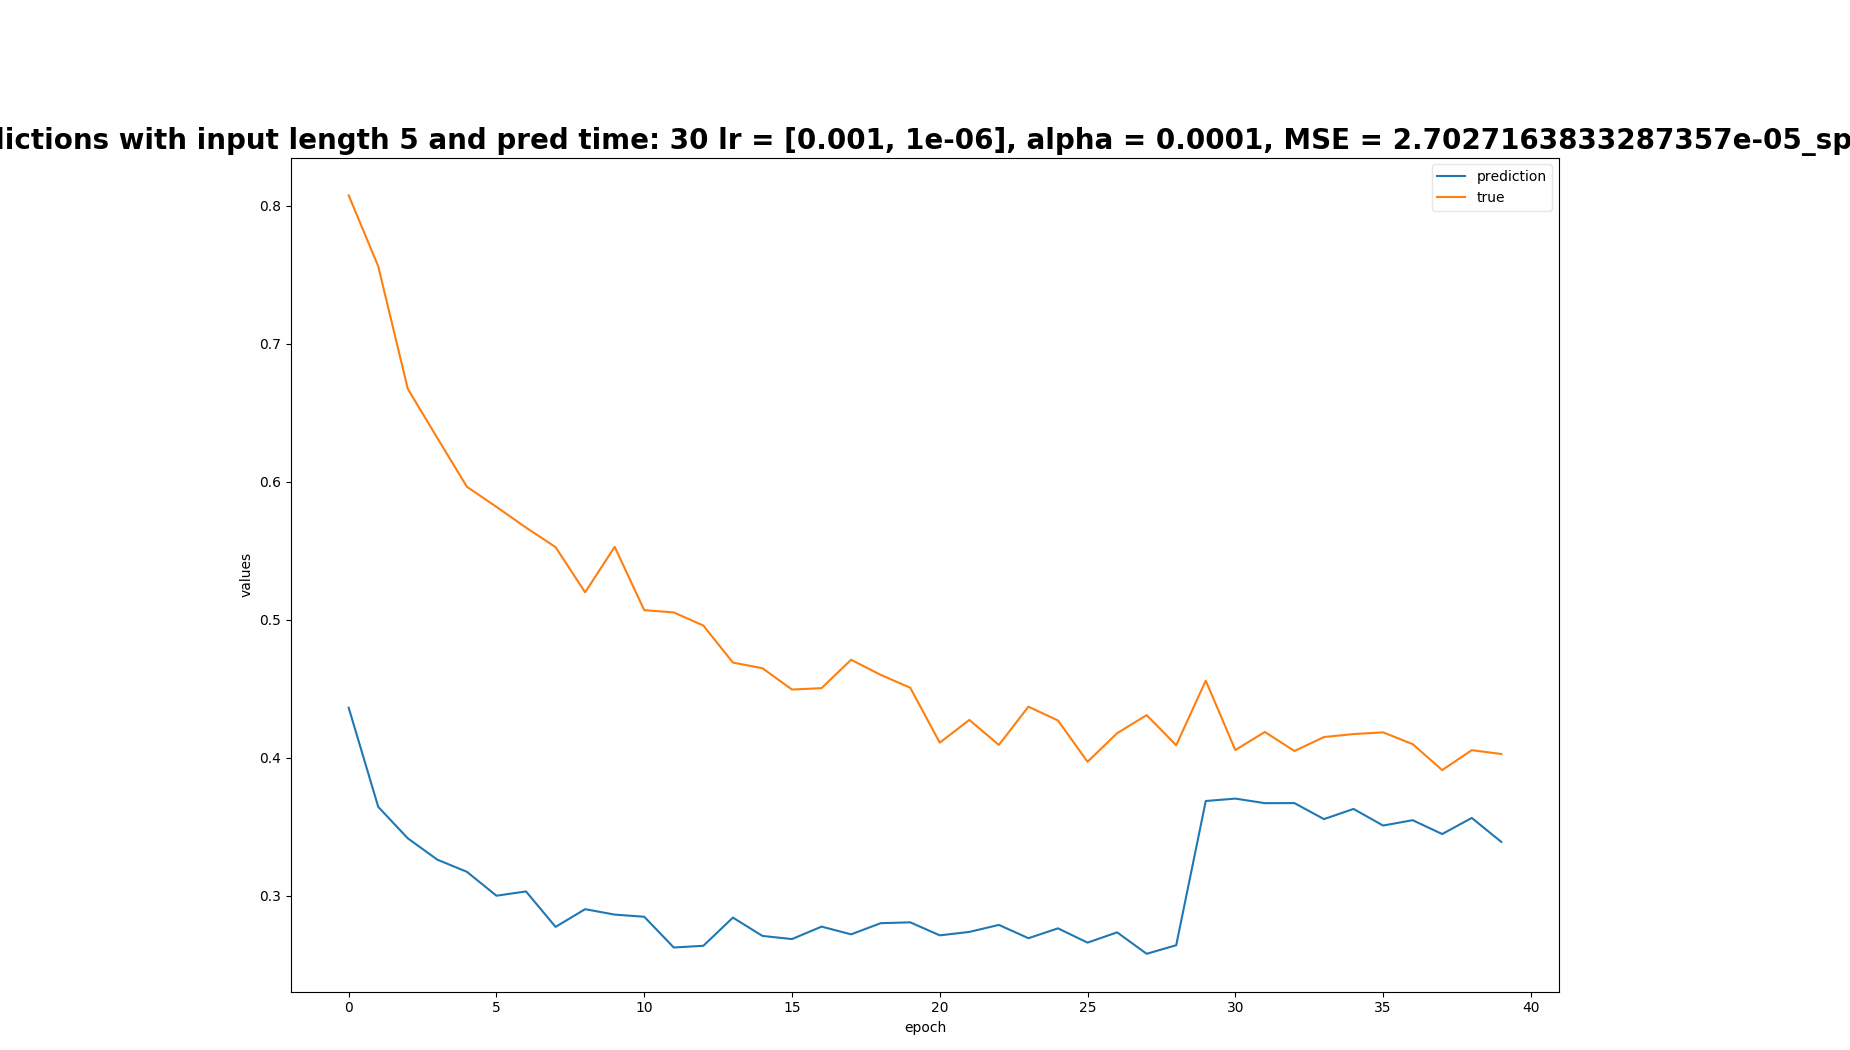 dictions with input length 5 and pred time: 30 lr = [0.001, 1e-06], alpha = 0.0001, MSE = 2.7027163833287357e-05_sp
prediction
true
0.8
0.7
0.6
0.5
0.4
0.3
values
0 5 10 15 20 25 30 35 40
epoch